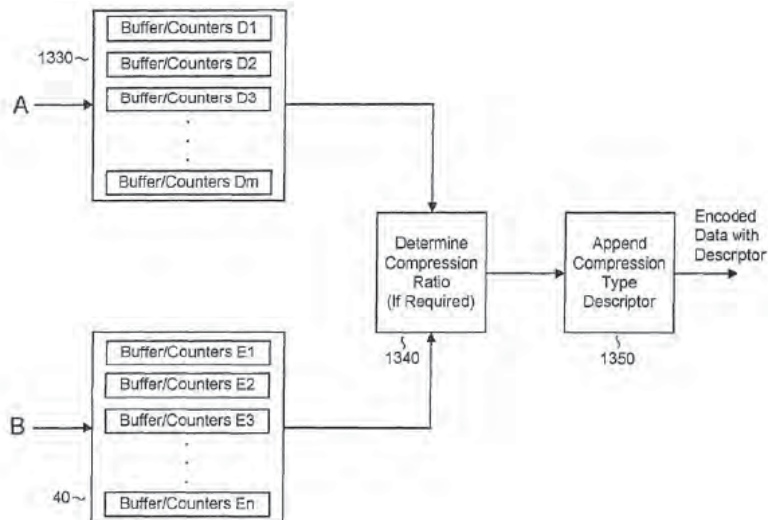 Buffer/Counters D1
1330
Buffer/Counters D2
A
Buffer/Counters D3
Buffer/Counters Dm
Determine
Compression
Ratio
(If Required)
1340
Append
Compression
Type
Descriptor
1350
Encoded
Data with
Descriptor
Buffer/Counters E1
Buffer/Counters E2
B
Buffer/Counters E3
40
Buffer/Counters En